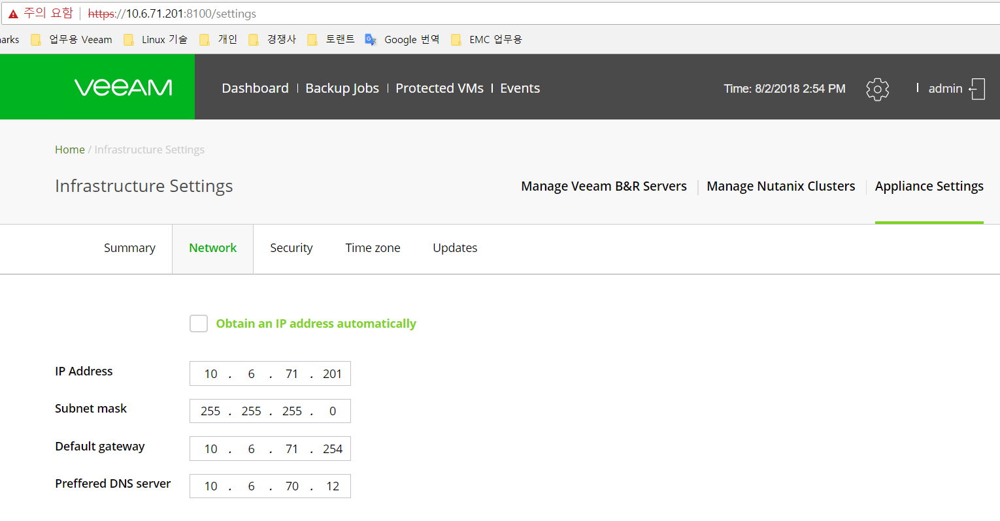 주의 요함 https://10.6.71.201:8100/settings
arks 업무용 Veeam Linux 기술 개인 경쟁사 토랜트 Google 번역 EMC 업무용
VEEAM Dashboard Backup Jobs Protected VMs Events Time: 8/2/2018 2:54 PM admin
Home / Infrastructure Settings
Infrastructure Settings Manage Veeam B&R Servers Manage Nutanix Clusters Appliance Settings
Summary Network Security Time zone Updates
Obtain an IP address automatically
IP Address 10 . 6 . 71 . 201
Subnet mask 255 . 255 . 255 . 0
Default gateway 10 . 6 . 71 . 254
Preffered DNS server 10 . 6 . 70 . 12